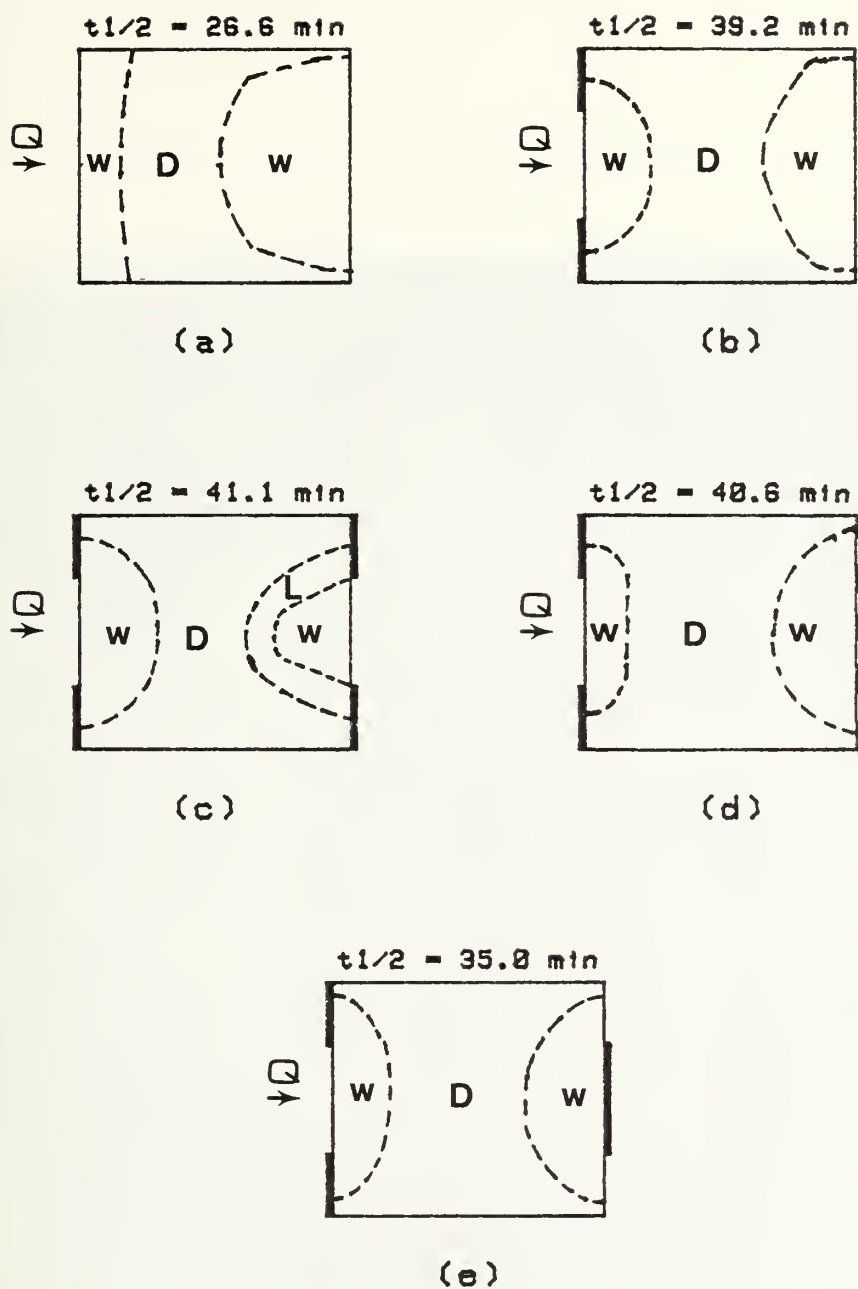 t1/2 = 26.6 min
t1/2 = 39.2 min
Q W D W
Q W D W
(a)
(b)
t1/2 = 41.1 min
t1/2 = 40.6 min
Q W D L W
Q W D W
(c)
(d)
t1/2 = 35.0 min
Q W D W
(e)